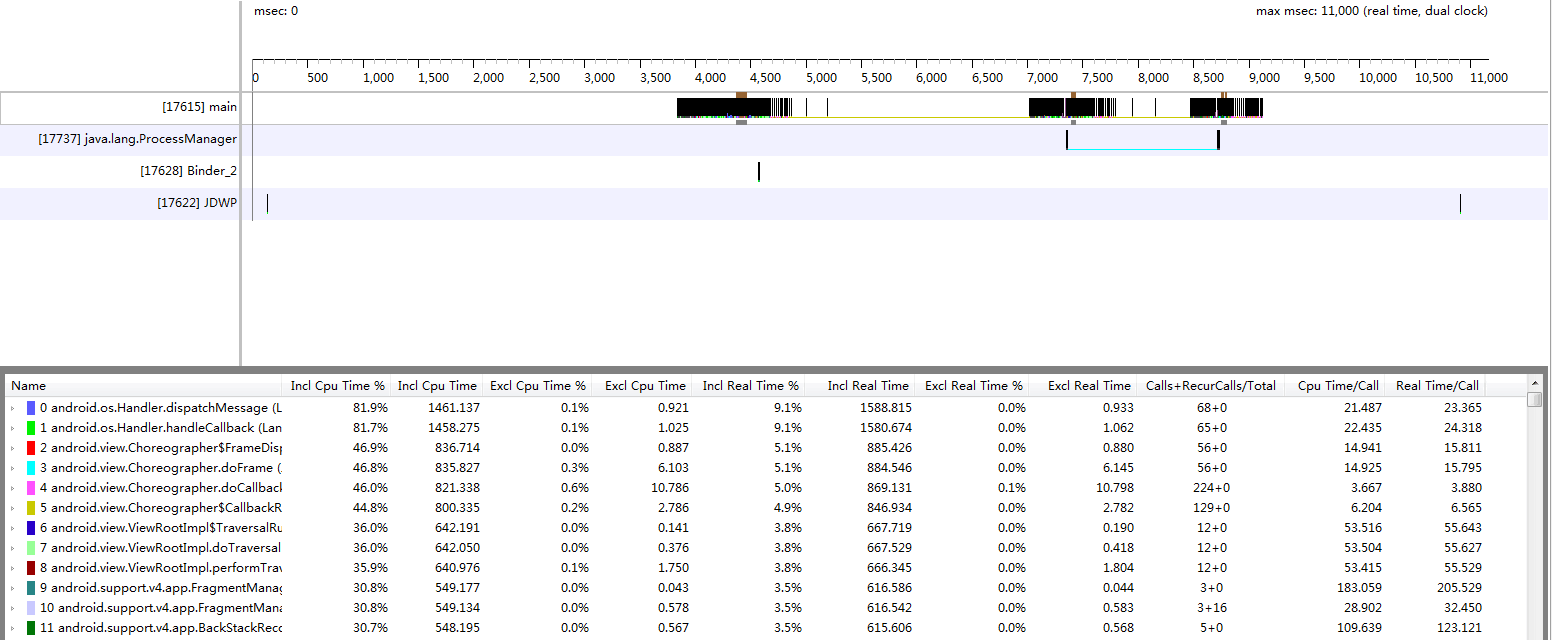 msec: 0 max msec: 11,000 (real time, dual clock)
0 500 1,000 1,500 2,000 2,500 3,000 3,500 4,000 4,500 5,000 5,500 6,000 6,500 7,000 7,500 8,000 8,500 9,000 9,500 10,000 10,500 11,000
[17615] main
[17737] java.lang.ProcessManager
[17628] Binder_2
[17622] JDWP
Name Incl Cpu Time % Incl Cpu Time Excl Cpu Time % Excl Cpu Time Incl Real Time % Incl Real Time Excl Real Time % Excl Real Time Calls+RecurCalls/Total Cpu Time/Call Real Time/Call
0 android.os.Handler.dispatchMessage (L 81.9% 1461.137 0.1% 0.921 9.1% 1588.815 0.0% 0.933 68+0 21.487 23.365
1 android.os.Handler.handleCallback (Lan 81.7% 1458.275 0.1% 1.025 9.1% 1580.674 0.0% 1.062 65+0 22.435 24.318
2 android.view.Choreographer$FrameDisp 46.9% 836.714 0.0% 0.887 5.1% 885.426 0.0% 0.880 56+0 14.941 15.811
3 android.view.Choreographer.doFrame ( 46.8% 835.827 0.3% 6.103 5.1% 884.546 0.0% 6.145 56+0 14.925 15.795
4 android.view.Choreographer.doCallback 46.0% 821.338 0.6% 10.786 5.0% 869.131 0.1% 10.798 224+0 3.667 3.880
5 android.view.Choreographer$CallbackR 44.8% 800.335 0.2% 2.786 4.9% 846.934 0.0% 2.782 129+0 6.204 6.565
6 android.view.ViewRootImpl$TraversalRu 36.0% 642.191 0.0% 0.141 3.8% 667.719 0.0% 0.190 12+0 53.516 55.643
7 android.view.ViewRootImpl.doTraversal 36.0% 642.050 0.0% 0.376 3.8% 667.529 0.0% 0.418 12+0 53.504 55.627
8 android.view.ViewRootImpl.performTrav 35.9% 640.976 0.1% 1.750 3.8% 666.345 0.0% 1.804 12+0 53.415 55.529
9 android.support.v4.app.FragmentManag 30.8% 549.177 0.0% 0.043 3.5% 616.586 0.0% 0.044 3+0 183.059 205.529
10 android.support.v4.app.FragmentMana 30.8% 549.134 0.0% 0.578 3.5% 616.542 0.0% 0.583 3+16 28.902 32.450
11 android.support.v4.app.BackStackReco 30.7% 548.195 0.0% 0.567 3.5% 615.606 0.0% 0.568 5+0 109.639 123.121